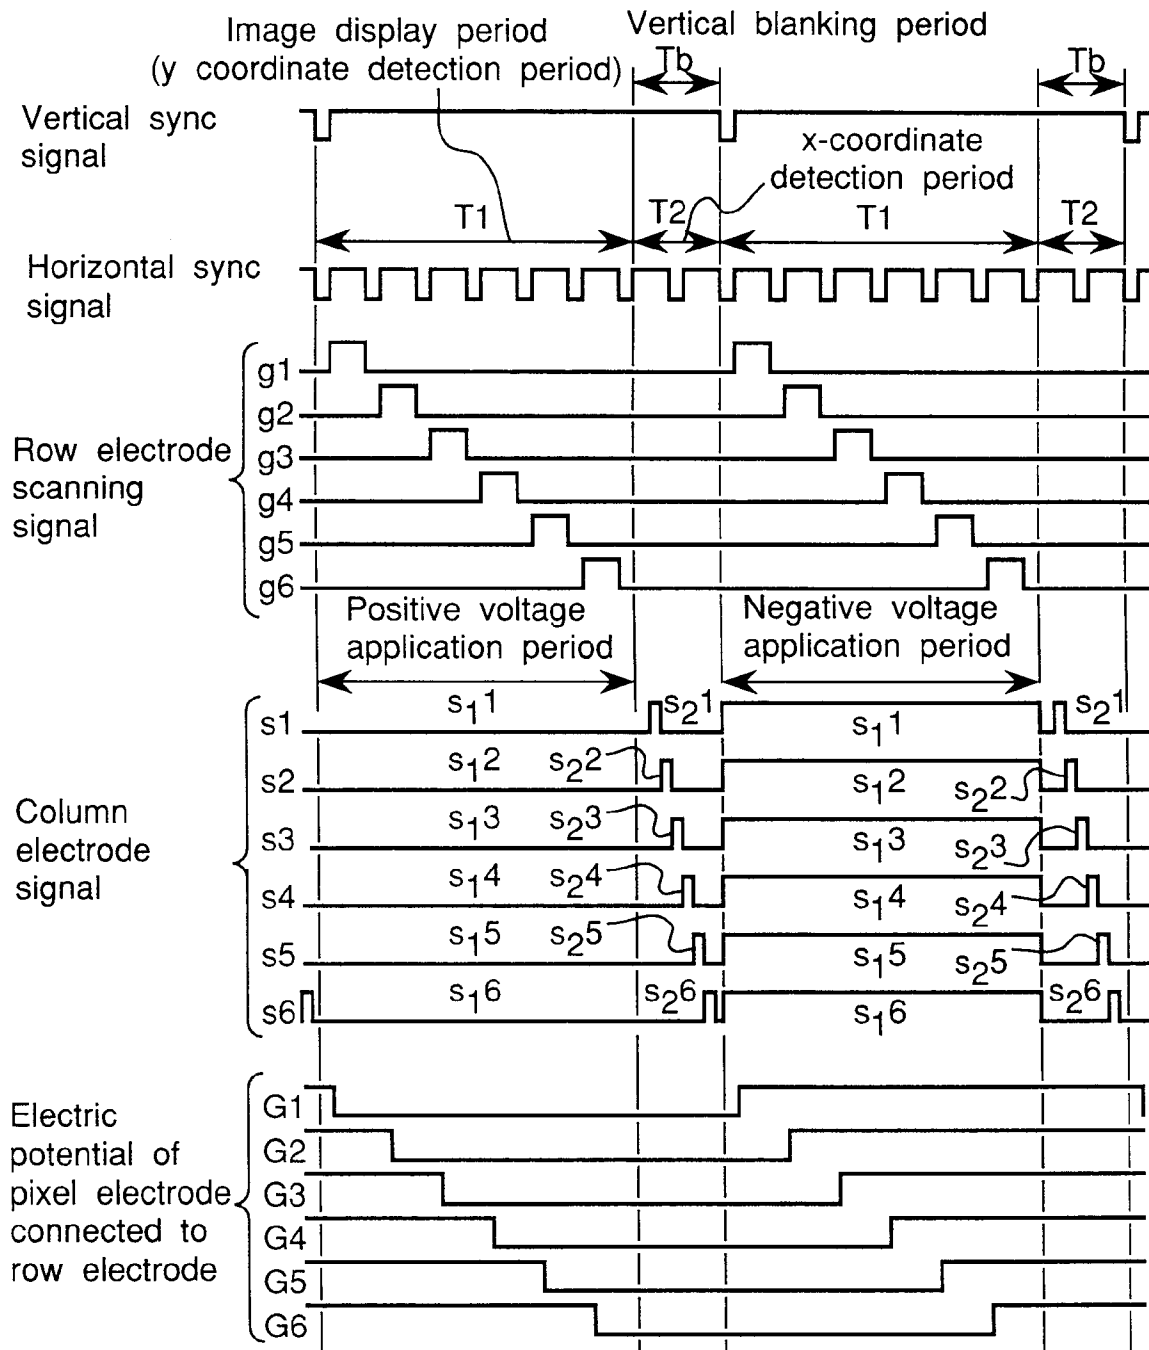 Image display period
(y coordinate detection period)
Vertical blanking period
Tb
Tb
Vertical sync
signal
x-coordinate
detection period
T1
T2
T1
T2
Horizontal sync
signal
g1
g2
Row electrode
scanning
signal
g3
g4
g5
g6
Positive voltage
application period
Negative voltage
application period
s1
s₁1
s₂1
s₁1
s₂1
s2
s₁2
s₂2
s₁2
s₂2
Column
electrode
signal
s3
s₁3
s₂3
s₁3
s₂3
s4
s₁4
s₂4
s₁4
s₂4
s5
s₁5
s₂5
s₁5
s₂5
s6
s₁6
s₂6
s₁6
s₂6
Electric
potential of
pixel electrode
connected to
row electrode
G1
G2
G3
G4
G5
G6